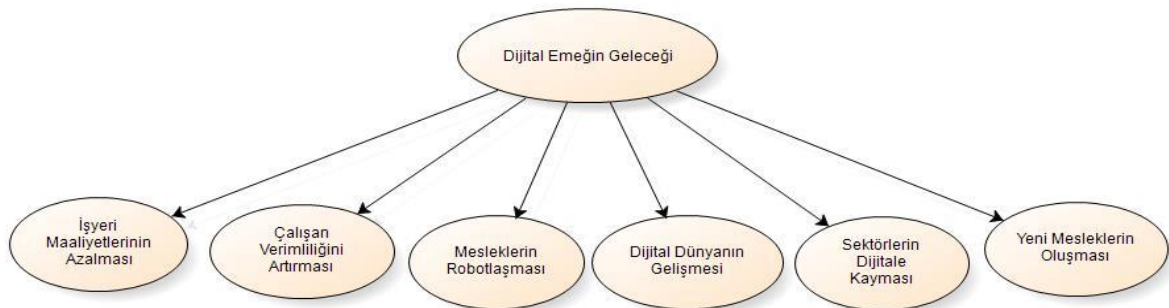 Dijital Emeğin Geleceği
İşyeri
Maaliyetlerinin
Azalması
Çalışan
Verimliliğini
Artırması
Mesleklerin
Robotlaşması
Dijital Dünyanın
Gelişmesi
Sektörlerin
Dijitale
Kayması
Yeni Mesleklerin
Oluşması